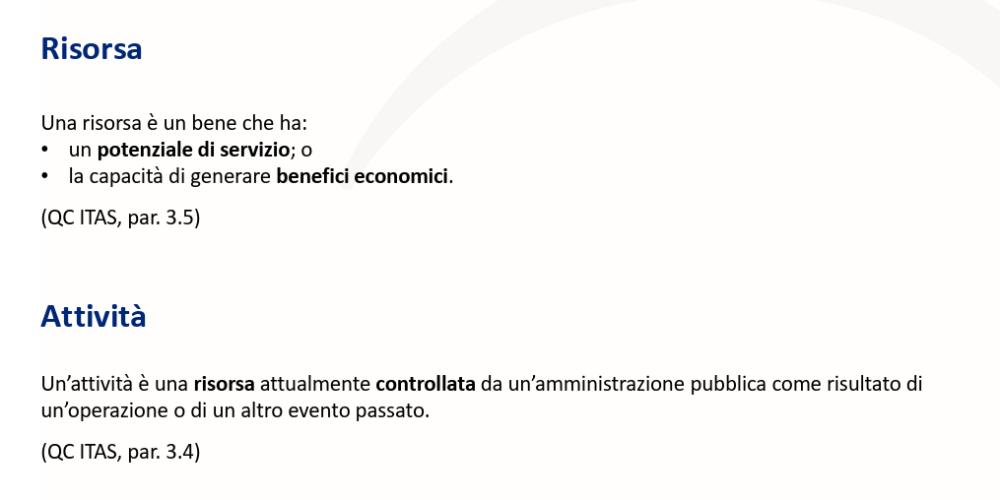 Risorsa
Una risorsa è un bene che ha:
• un potenziale di servizio; o
• la capacità di generare benefici economici.
(QC ITAS, par. 3.5)
Attività
Un’attività è una risorsa attualmente controllata da un’amministrazione pubblica come risultato di
un’operazione o di un altro evento passato.
(QC ITAS, par. 3.4)